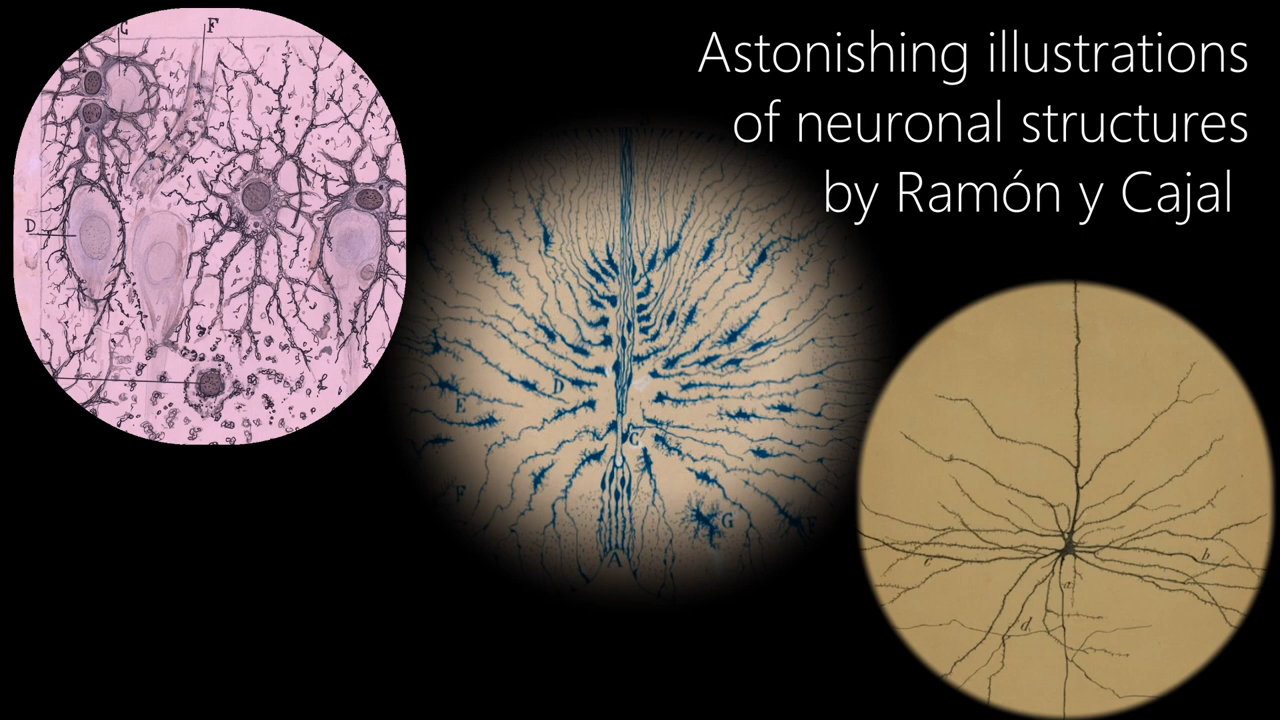 Astonishing illustrations
of neuronal structures
by Ramón y Cajal
C
F
D
D
E
C
F
G
F
A
b
c
a
d